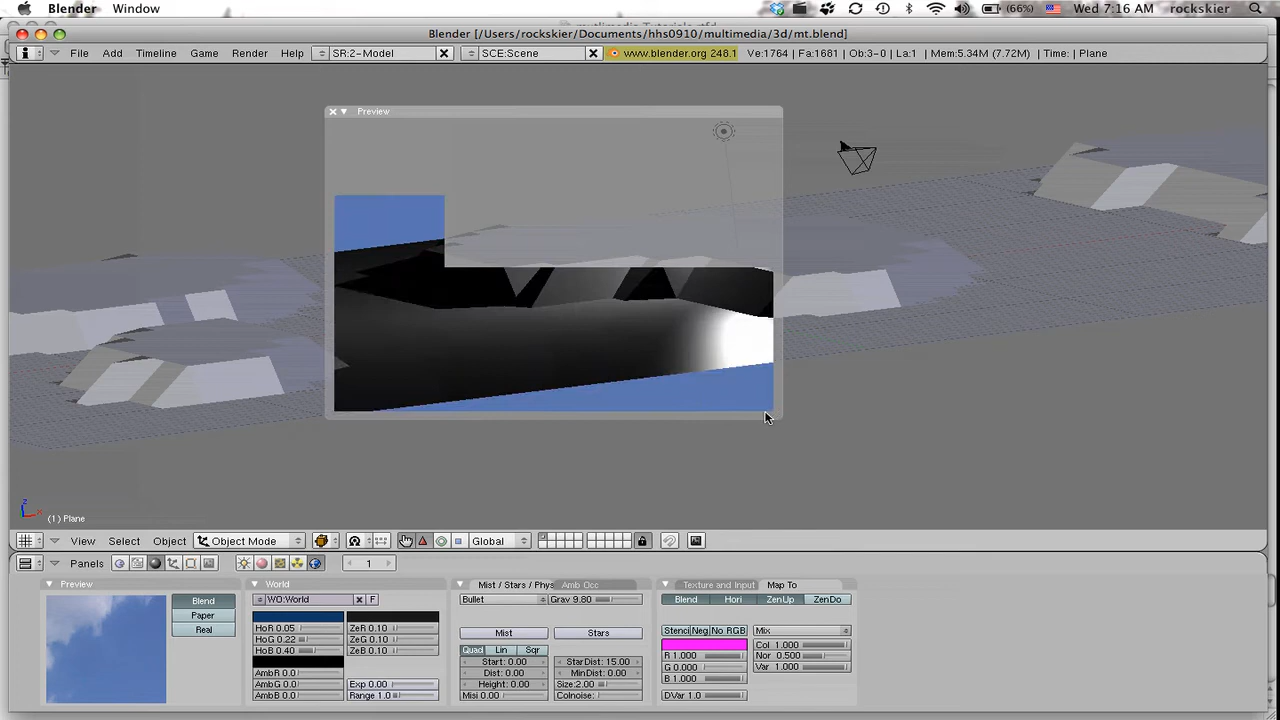 Blender Window (66%) Wed 7:16 AM rockskier
Blender [/Users/rockskier/Documents/hhs0910/multimedia/3d/mt.blend]
File Add Timeline Game Render Help SR:2-Model SCE:Scene www.blender.org 248.1 Ve:1764 | Fa:1681 | Ob:3-0 | La:1 | Mem:5.34M (7.72M) | Time: | Plane
Preview
z
x
(1) Plane
View Select Object Object Mode Global
Panels 1
Preview World Mist / Stars / Phys Amb Occ Texture and Input Map To
Blend WO:World F Bullet Grav 9.80 Blend Hori ZenUp ZenDo
Paper
Real
HoR 0.05 ZeR 0.10 Mist Stars Stenci Neg No RGB Mix
HoG 0.22 ZeG 0.10
HoB 0.40 ZeB 0.10 Quad Lin Sqr R 1.000 Col 1.000
Start: 0.00 StarDist: 15.00 G 0.000 Nor 0.500
AmbR 0.0 Dist: 0.00 MinDist: 0.00 B 1.000 Var 1.000
AmbG 0.0 Exp 0.00 Height: 0.00 Size:2.00
AmbB 0.0 Range 1.0 Misi 0.00 Colnoise: DVar 1.0